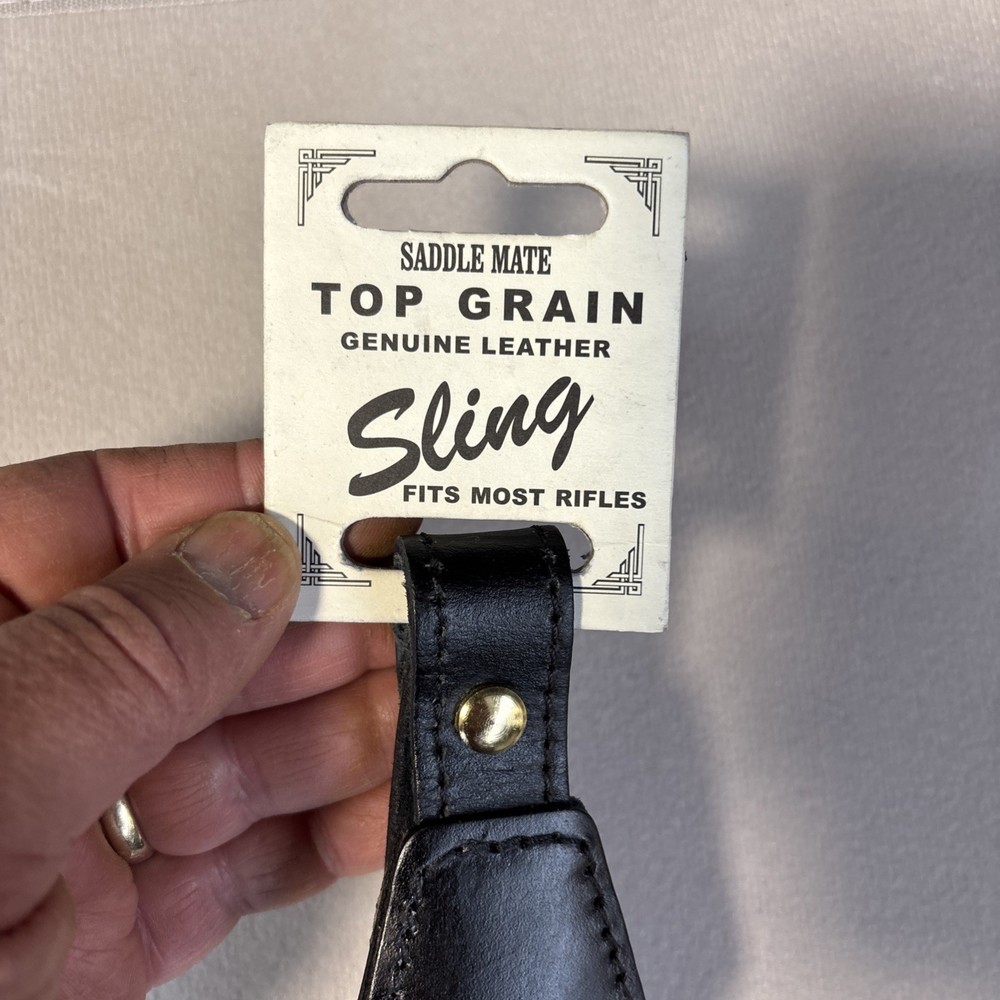 SADDLE MATE
TOP GRAIN
GENUINE LEATHER
Sling
FITS MOST RIFLES